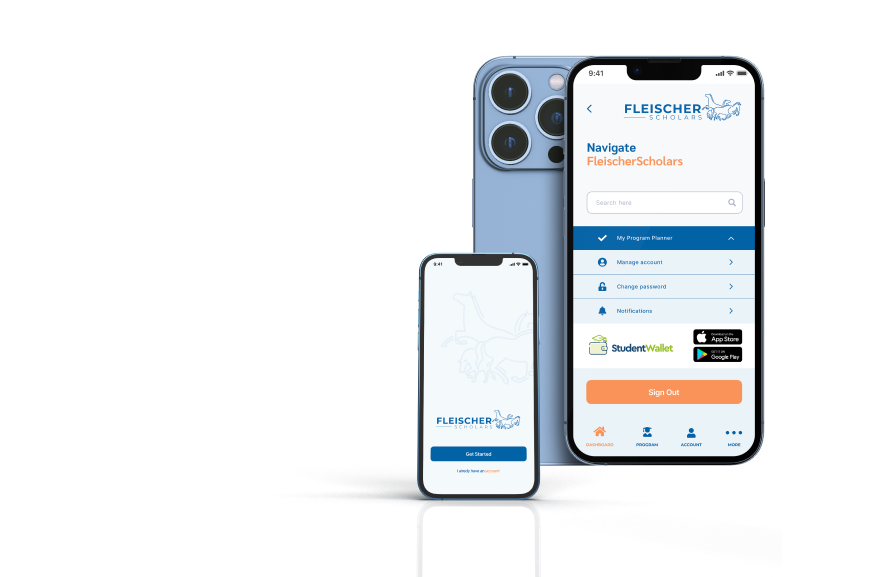 9:41
FLEISCHER
SCHOLARS
Navigate
FleischerScholars
Search here
My Program Planner
Manage account
Change password
Notifications
StudentWallet
Download on the
App Store
GET IT ON
Google Play
Sign Out
DASHBOARD
PROGRAM
ACCOUNT
MORE
9:41
FLEISCHER
SCHOLARS
Get Started
I already have an account